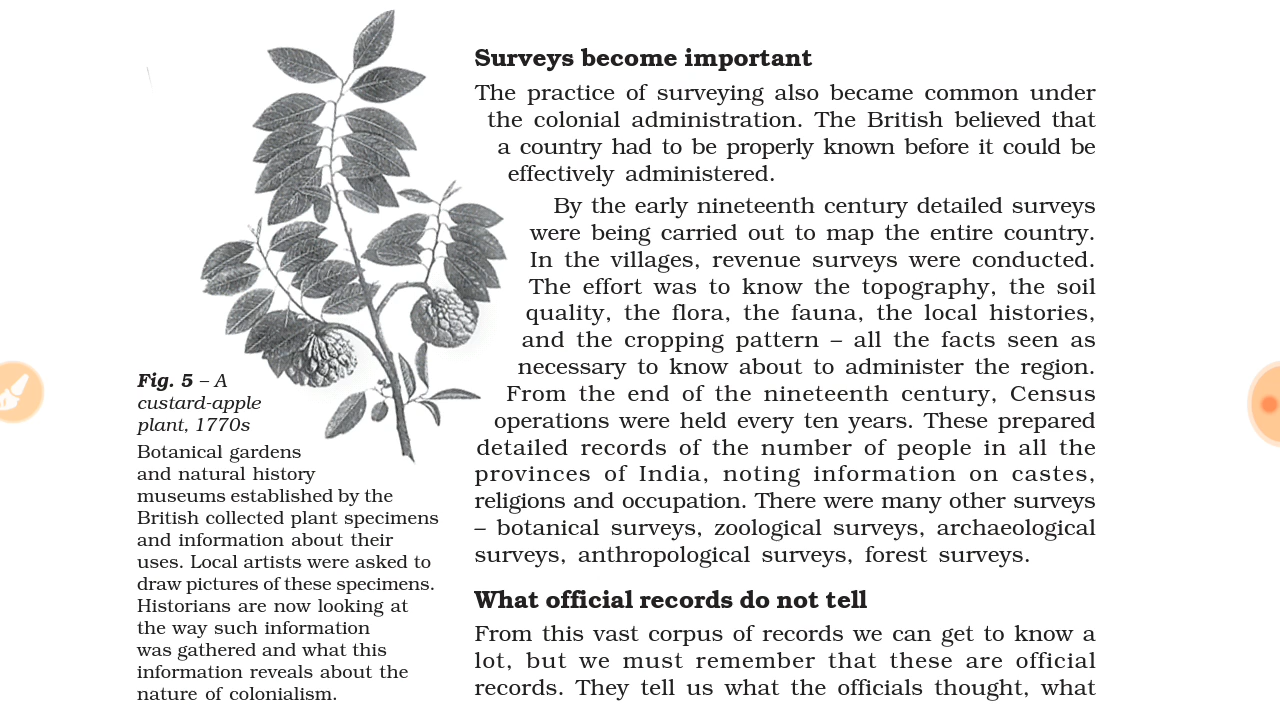 Surveys become important
The practice of surveying also became common under
the colonial administration. The British believed that
a country had to be properly known before it could be
effectively administered.
By the early nineteenth century detailed surveys
were being carried out to map the entire country.
In the villages, revenue surveys were conducted.
The effort was to know the topography, the soil
quality, the flora, the fauna, the local histories,
and the cropping pattern – all the facts seen as
necessary to know about to administer the region.
From the end of the nineteenth century, Census
operations were held every ten years. These prepared
detailed records of the number of people in all the
provinces of India, noting information on castes,
religions and occupation. There were many other surveys
– botanical surveys, zoological surveys, archaeological
surveys, anthropological surveys, forest surveys.
What official records do not tell
From this vast corpus of records we can get to know a
lot, but we must remember that these are official
records. They tell us what the officials thought, what
Fig. 5 – A
custard-apple
plant, 1770s
Botanical gardens
and natural history
museums established by the
British collected plant specimens
and information about their
uses. Local artists were asked to
draw pictures of these specimens.
Historians are now looking at
the way such information
was gathered and what this
information reveals about the
nature of colonialism.